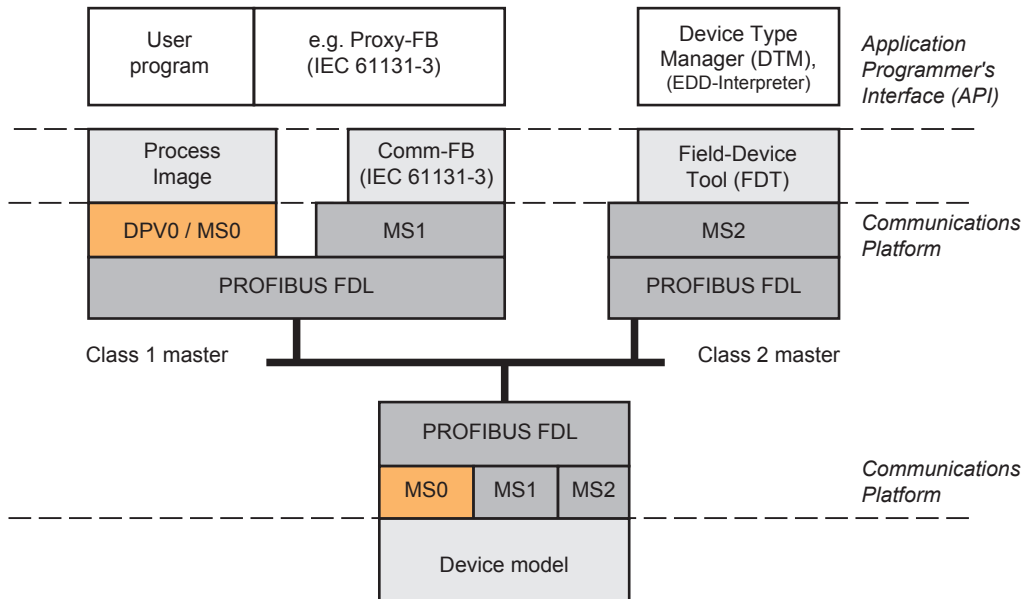 User
program
e.g. Proxy-FB
(IEC 61131-3)
Device Type
Manager (DTM),
(EDD-Interpreter)
Application
Programmer's
Interface (API)
Process
Image
Comm-FB
(IEC 61131-3)
Field-Device
Tool (FDT)
DPV0 / MS0
MS1
MS2
Communications
Platform
PROFIBUS FDL
PROFIBUS FDL
Class 1 master
Class 2 master
PROFIBUS FDL
MS0
MS1
MS2
Communications
Platform
Device model